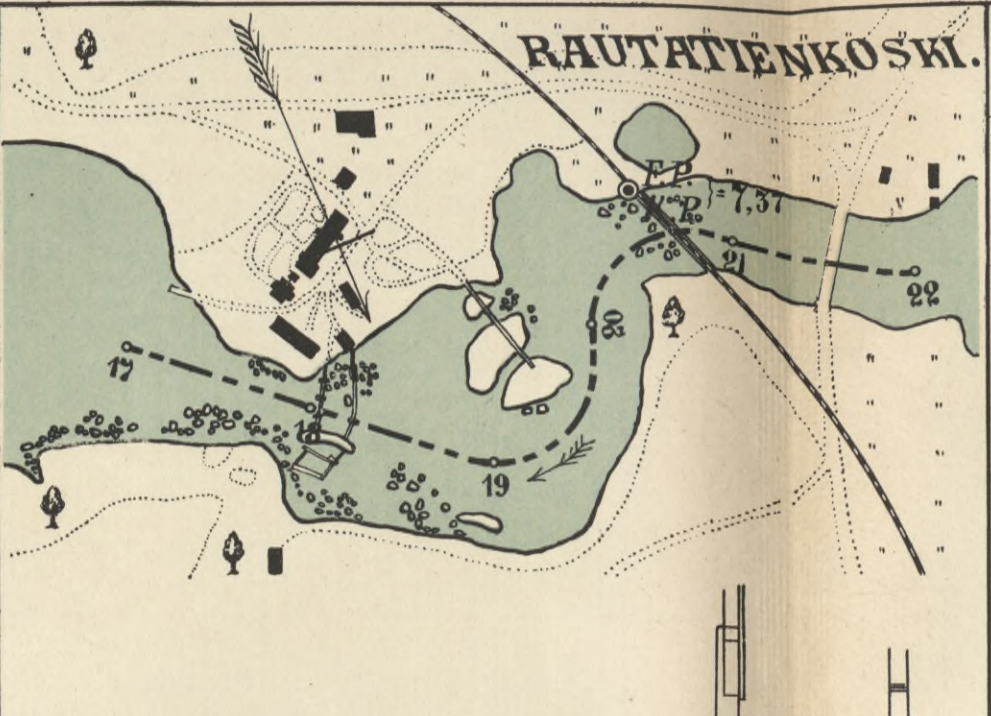 RAUTATIENKOSKI.
F. P.
V. P. } = 7,37
21
22
20
17
18
19